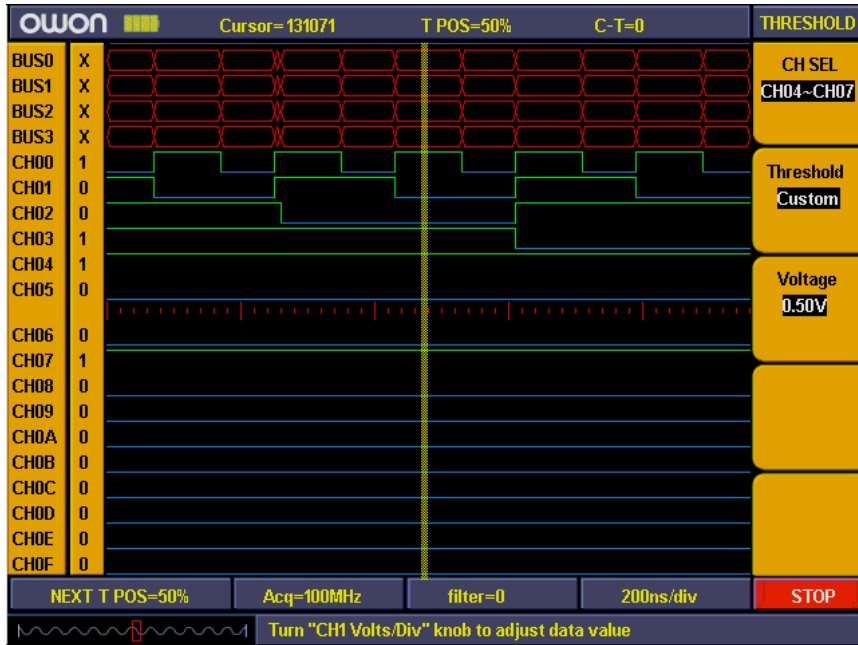 OWON Cursor=131071 T POS=50% C-T=0 THRESHOLD
BUS0 X
BUS1 X
BUS2 X
BUS3 X
CH00 1
CH01 0
CH02 0
CH03 1
CH04 1
CH05 0
CH06 0
CH07 1
CH08 0
CH09 0
CH0A 0
CH0B 0
CH0C 0
CH0D 0
CH0E 0
CH0F 0
CH SEL
CH04~CH07
Threshold
Custom
Voltage
0.50V
NEXT T POS=50% Acq=100MHz filter=0 200ns/div STOP
Turn "CH1 Volts/Div" knob to adjust data value